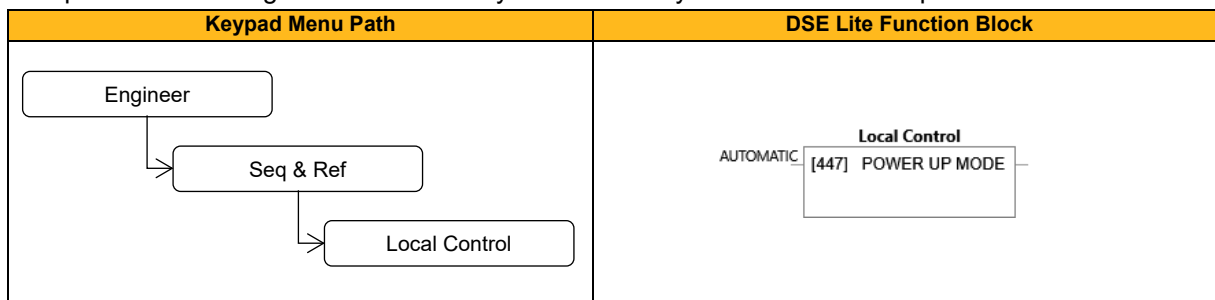 Keypad Menu Path
DSE Lite Function Block
Engineer
Seq & Ref
Local Control
Local Control
AUTOMATIC
[447] POWER UP MODE